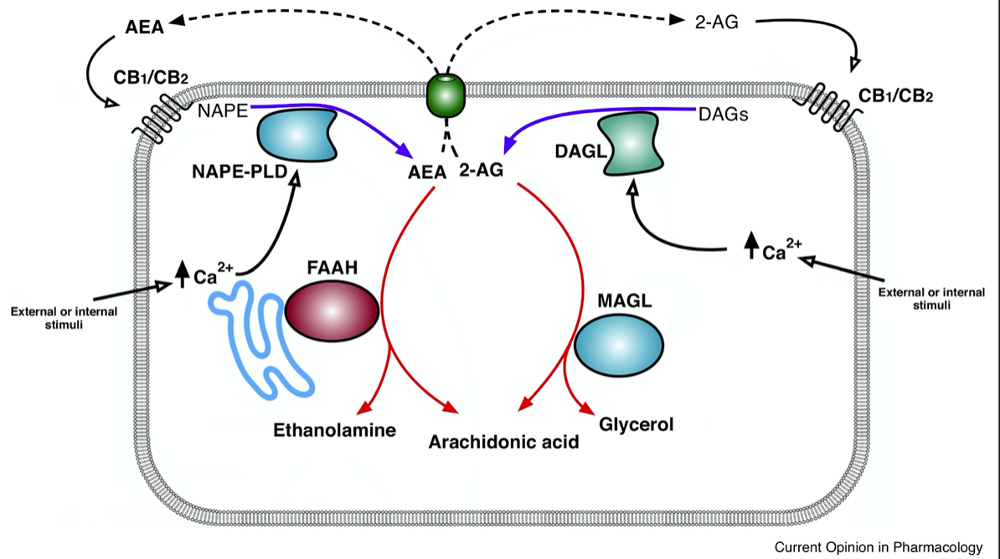 AEA
2-AG
CB1/CB2
CB1/CB2
NAPE
DAGs
NAPE-PLD
DAGL
AEA
2-AG
Ca2+
Ca2+
External or internal
stimuli
External or internal
stimuli
FAAH
MAGL
Ethanolamine
Arachidonic acid
Glycerol
Current Opinion in Pharmacology